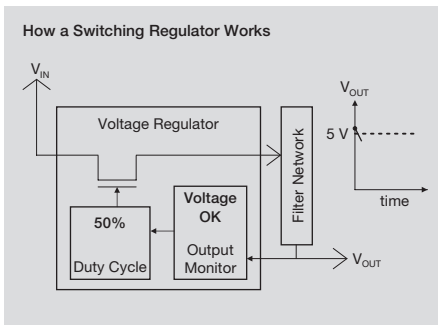 How a Switching Regulator Works
VIN
Voltage Regulator
50%
Duty Cycle
Voltage
OK
Output
Monitor
Filter Network
VOUT
VOUT
5 V
time